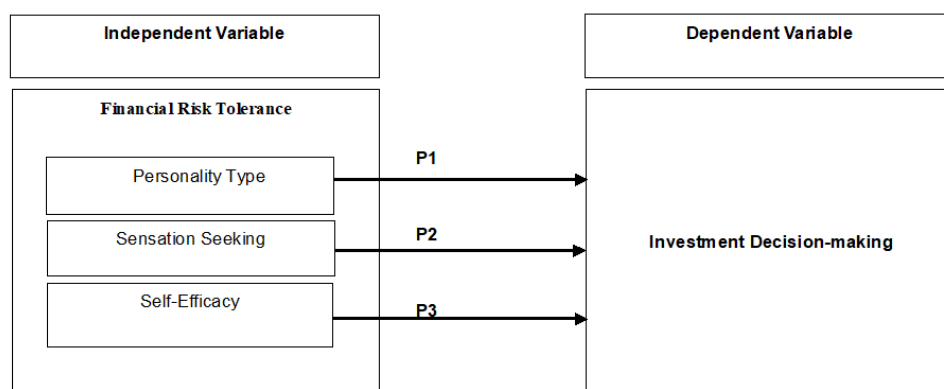 Independent Variable
Dependent Variable
Financial Risk Tolerance
Personality Type
P1
Sensation Seeking
P2
Self-Efficacy
P3
Investment Decision-making